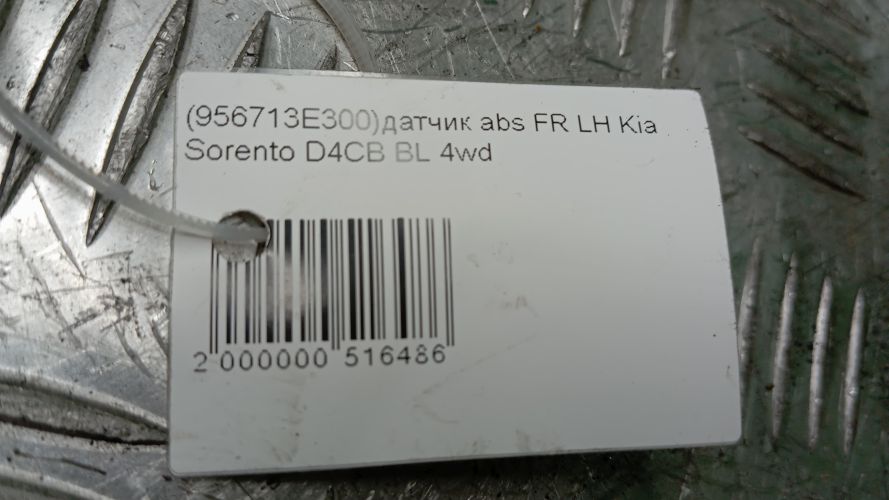 (956713E300)датчик abs FR LH Kia
Sorento D4CB BL 4wd
2 000000 516486